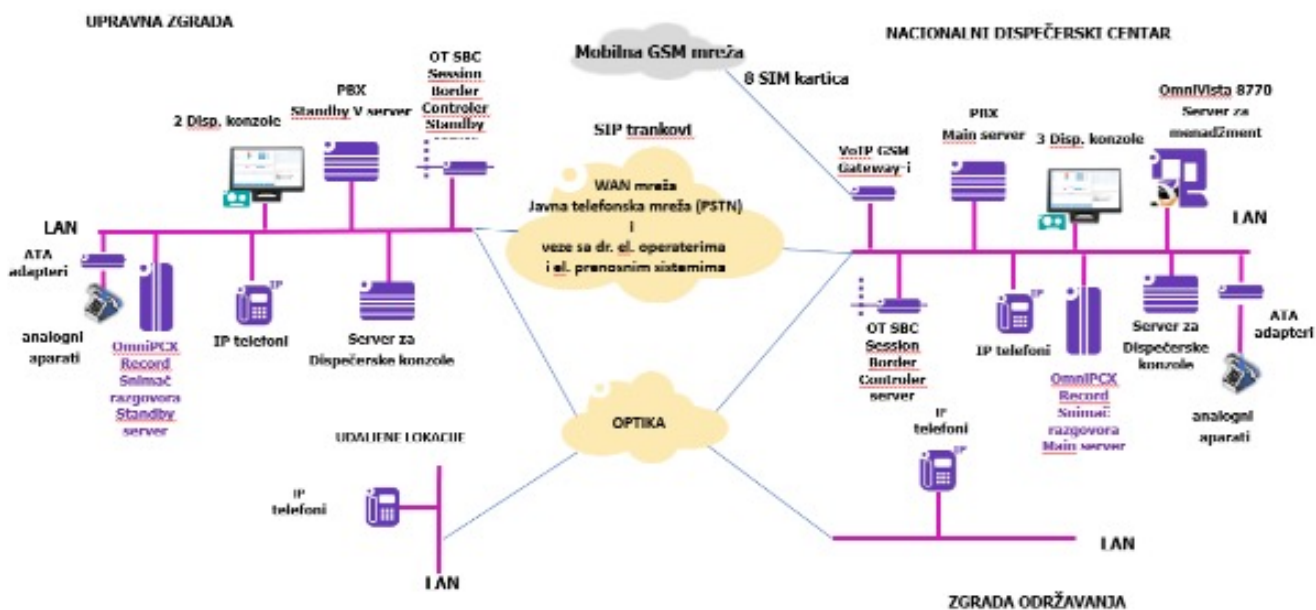 UPRAVNA ZGRADA
NACIONALNI DISPEČERSKI CENTAR
Mobilna GSM mreža
8 SIM kartica
OT SBC
Session
Border
Controler
Standby
PBX
Standby V server
2 Disp. konzole
SIP trankovi
WAN mreža
Javna telefonska mreža (PSTN)
I
veze sa dr. el. operaterima
i el. prenosnim sistemima
VoIP GSM
Gateway-i
PBX
Main server
3 Disp. konzole
OmniVista 8770
Server za
menadžment
LAN
LAN
ATA
adapteri
analogni
aparati
OmniPCX
Record
Snimač
razgovora
Standby
server
IP
IP telefoni
Server za
Dispečerske konzole
OT SBC
Session
Border
Controler
server
IP
IP telefoni
OmniPCX
Record
Snimač
razgovora
Main server
Server za
Dispečerske
konzole
ATA
adapteri
analogni
aparati
OPTIKA
UDALJENE LOKACIJE
IP
telefoni
IP
LAN
IP
telefoni
IP
LAN
ZGRADA ODRŽAVANJA